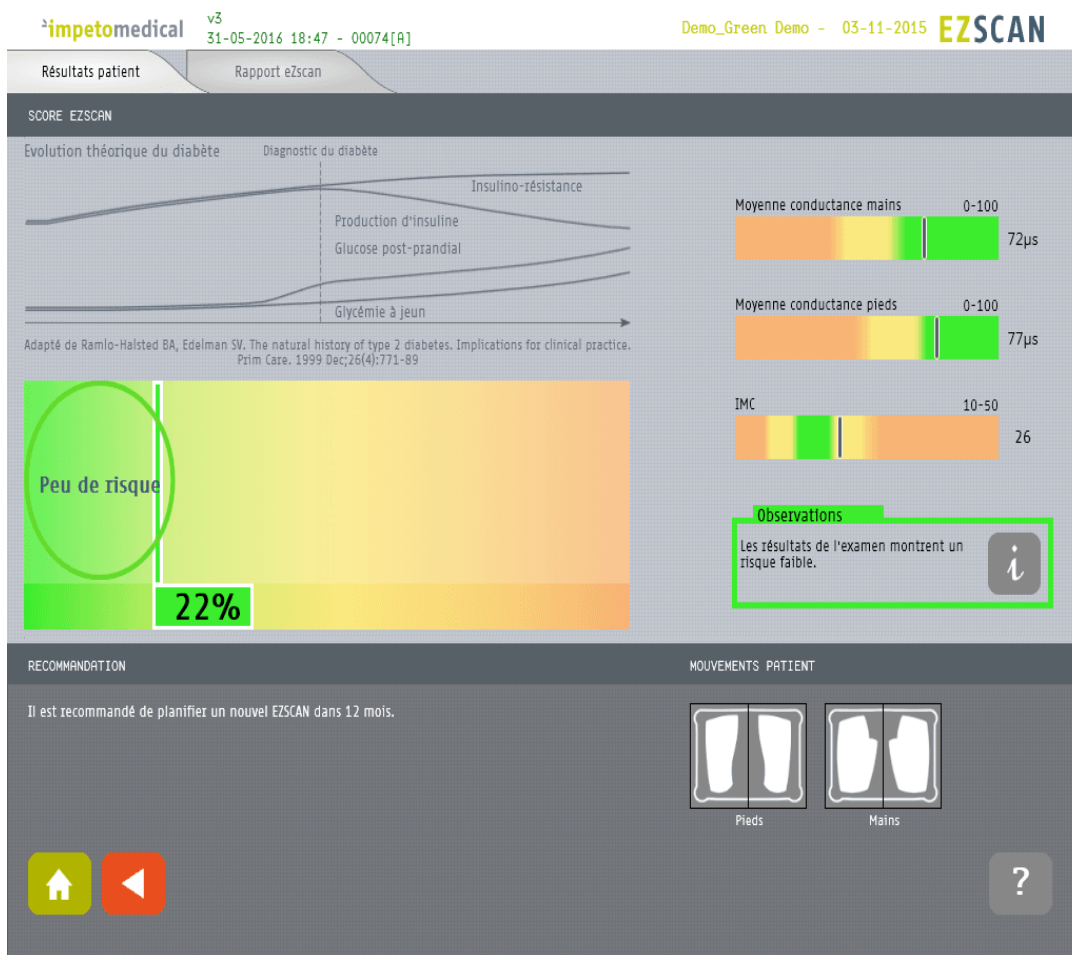 impetomedical
v3
31-05-2016 18:47 - 00074[A]
Demo_Green Demo - 03-11-2015
EZSCAN
Résultats patient
Rapport eZscan
SCORE EZSCAN
Evolution théorique du diabète
Diagnostic du diabète
Insulino-résistance
Production d'insuline
Glucose post-prandial
Glycémie à jeun
Adapté de Ramlo-Halsted BA, Edelman SV. The natural history of type 2 diabetes. Implications for clinical practice.
Prim Care. 1999 Dec;26(4):771-89
Peu de risque
22%
Moyenne conductance mains 0-100
72µs
Moyenne conductance pieds 0-100
77µs
IMC 10-50
26
Observations
Les résultats de l'examen montrent un
risque faible.
i
RECOMMANDATION
Il est recommandé de planifier un nouvel EZSCAN dans 12 mois.
MOUVEMENTS PATIENT
Pieds
Mains
?